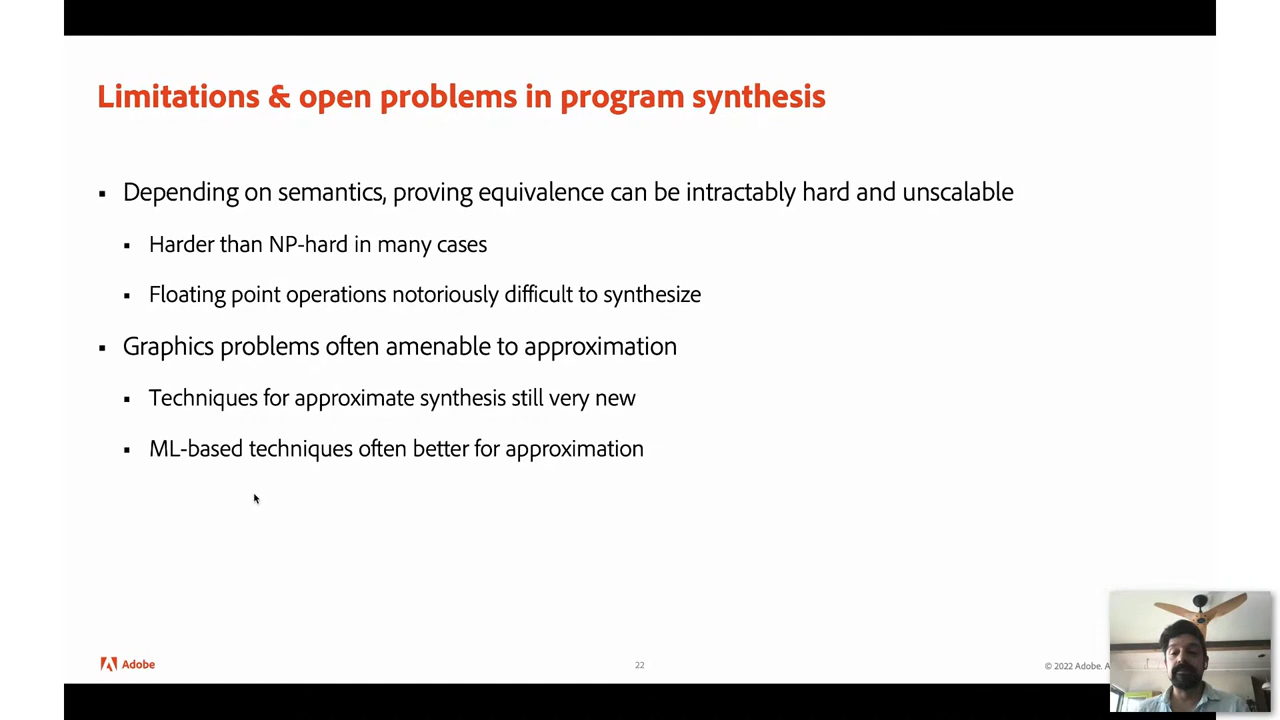 Limitations & open problems in program synthesis
Depending on semantics, proving equivalence can be intractably hard and unscalable
Harder than NP-hard in many cases
Floating point operations notoriously difficult to synthesize
Graphics problems often amenable to approximation
Techniques for approximate synthesis still very new
ML-based techniques often better for approximation
Adobe
22
© 2022 Adobe.